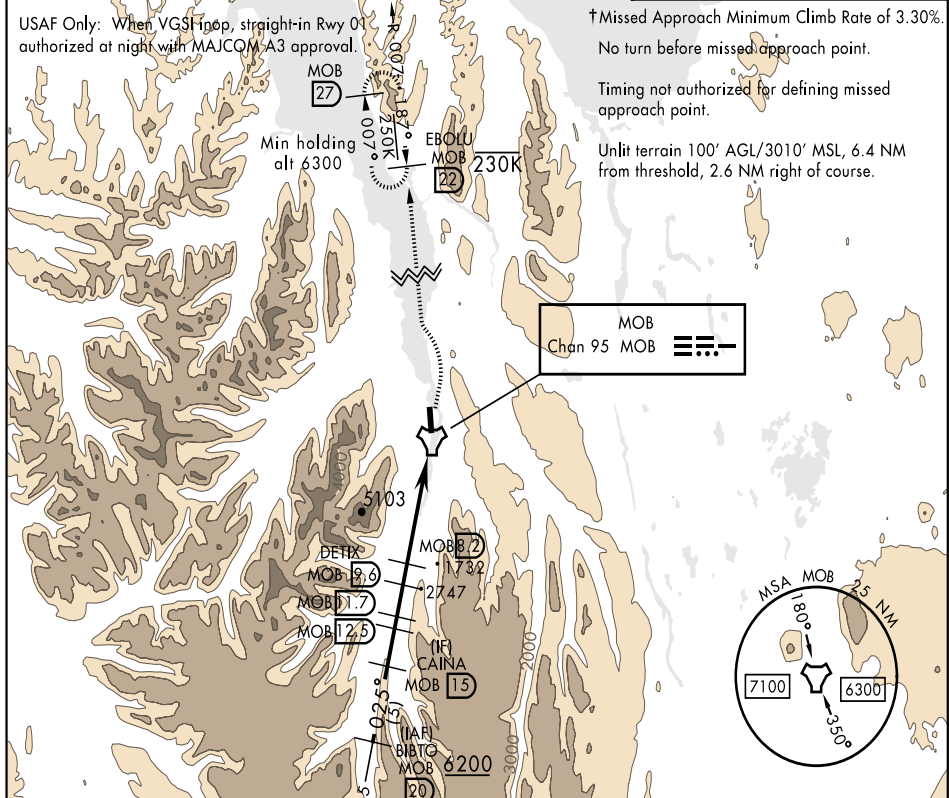 USAF Only: When VGSI inop, straight-in Rwy 01
authorized at night with MAJCOM A3 approval.
†Missed Approach Minimum Climb Rate of 3.30%.
No turn before missed approach point.
Timing not authorized for defining missed
approach point.
Unlit terrain 100' AGL/3010' MSL, 6.4 NM
from threshold, 2.6 NM right of course.
R-007
MOB
27
187°
250K
007°
Min holding
alt 6300
EBOLU
MOB
22
230K
MOB
Chan 95 MOB
4000
5103
DETIX
MOB 9.6
MOB 8.2
1732
2747
MOB 11.7
MOB 12.5
(IF)
CAINA
MOB 15
2000
025°
(5)
(IAF)
BIBTO
MOB
20
6200
3000
MSA MOB 25 NM
180°
7100
6300
350°